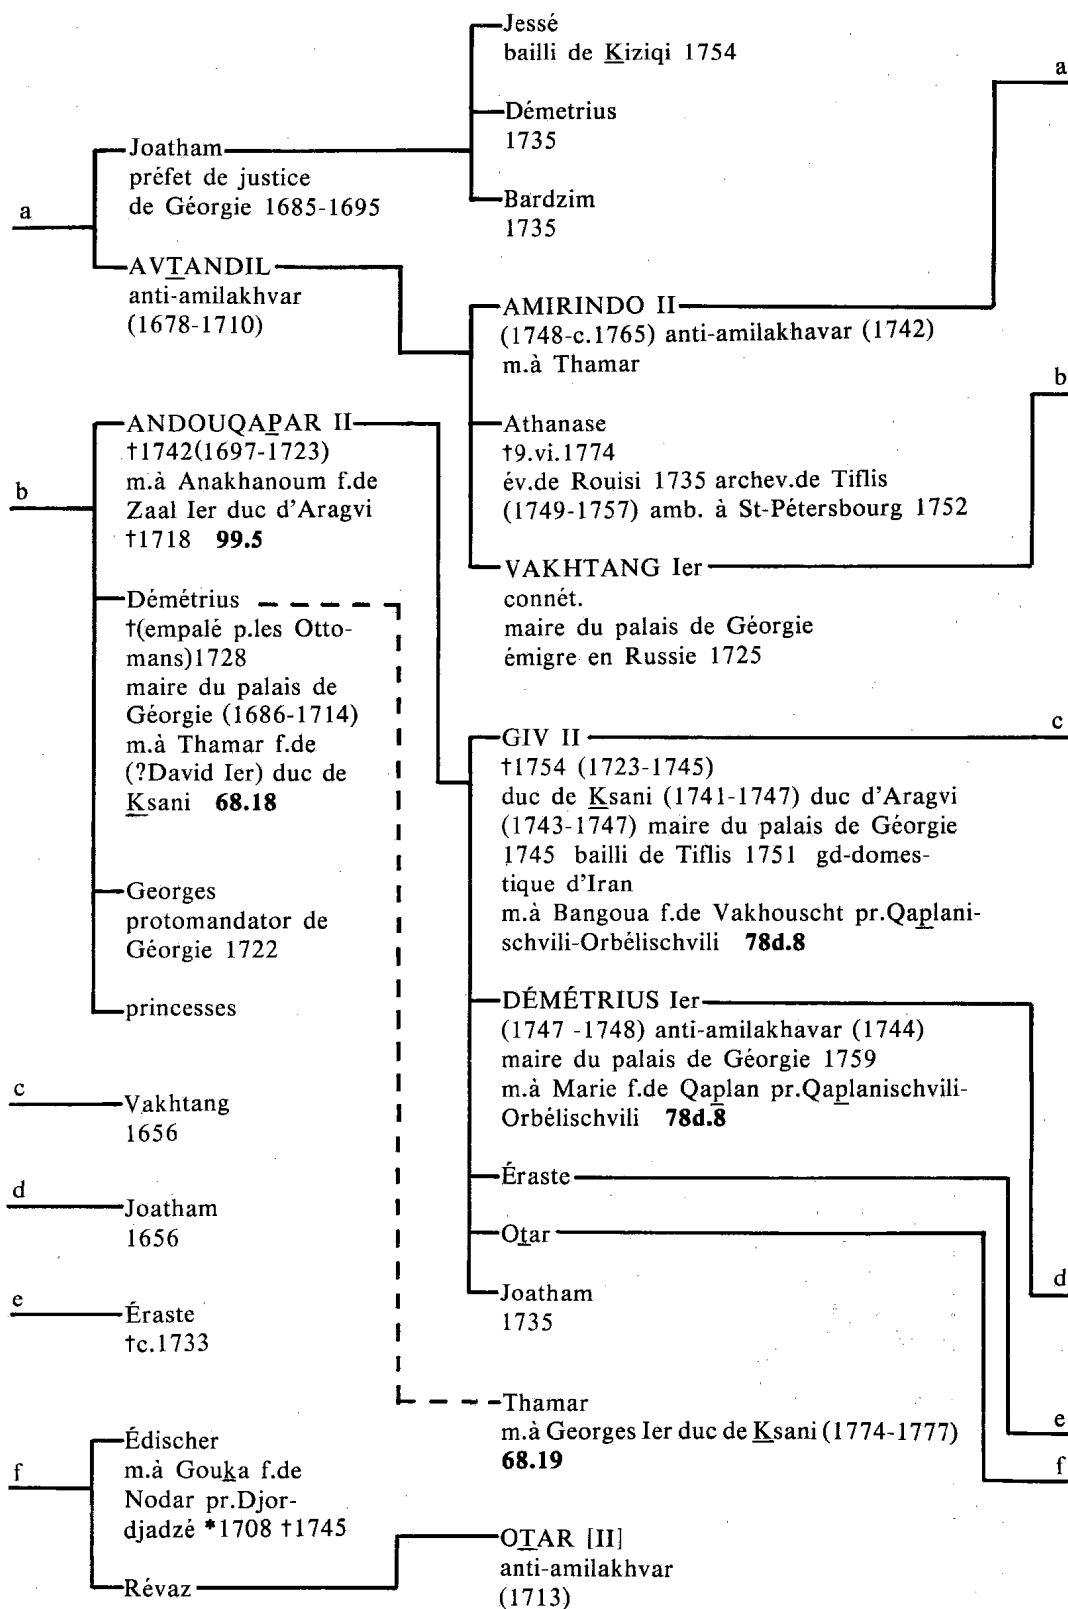 a
Joatham
préfet de justice
de Géorgie 1685-1695
AVTANDIL
anti-amilakhvar
(1678-1710)
b
ANDOUQAPAR II
†1742(1697-1723)
m.à Anakhanoum f.de
Zaal Ier duc d'Aragvi
†1718 99.5
Démétrius
†(empalé p.les Otto-
mans)1728
maire du palais de
Géorgie (1686-1714)
m.à Thamar f.de
(?David Ier) duc de
Ksani 68.18
Georges
protomandator de
Géorgie 1722
princesses
c
Vakhtang
1656
d
Joatham
1656
e
Éraste
†c.1733
f
Édischer
m.à Gouka f.de
Nodar pr.Djor-
djadzé *1708 †1745
Révaz
Jessé
bailli de Kiziqi 1754
Démetrius
1735
Bardzim
1735
AMIRINDO II
(1748-c.1765) anti-amilakhavar (1742)
m.à Thamar
Athanase
†9.vi.1774
év.de Rouisi 1735 archev.de Tiflis
(1749-1757) amb. à St-Pétersbourg 1752
VAKHTANG Ier
connét.
maire du palais de Géorgie
émigre en Russie 1725
GIV II
†1754 (1723-1745)
duc de Ksani (1741-1747) duc d'Aragvi
(1743-1747) maire du palais de Géorgie
1745 bailli de Tiflis 1751 gd-domes-
tique d'Iran
m.à Bangoua f.de Vakhouscht pr.Qaplani-
schvili-Orbélischvili 78d.8
DÉMÉTRIUS Ier
(1747 -1748) anti-amilakhavar (1744)
maire du palais de Géorgie 1759
m.à Marie f.de Qaplan pr.Qaplanischvili-
Orbélischvili 78d.8
Éraste
Otar
Joatham
1735
Thamar
m.à Georges Ier duc de Ksani (1774-1777)
68.19
OTAR [II]
anti-amilakhvar
(1713)
a
b
c
d
e
f